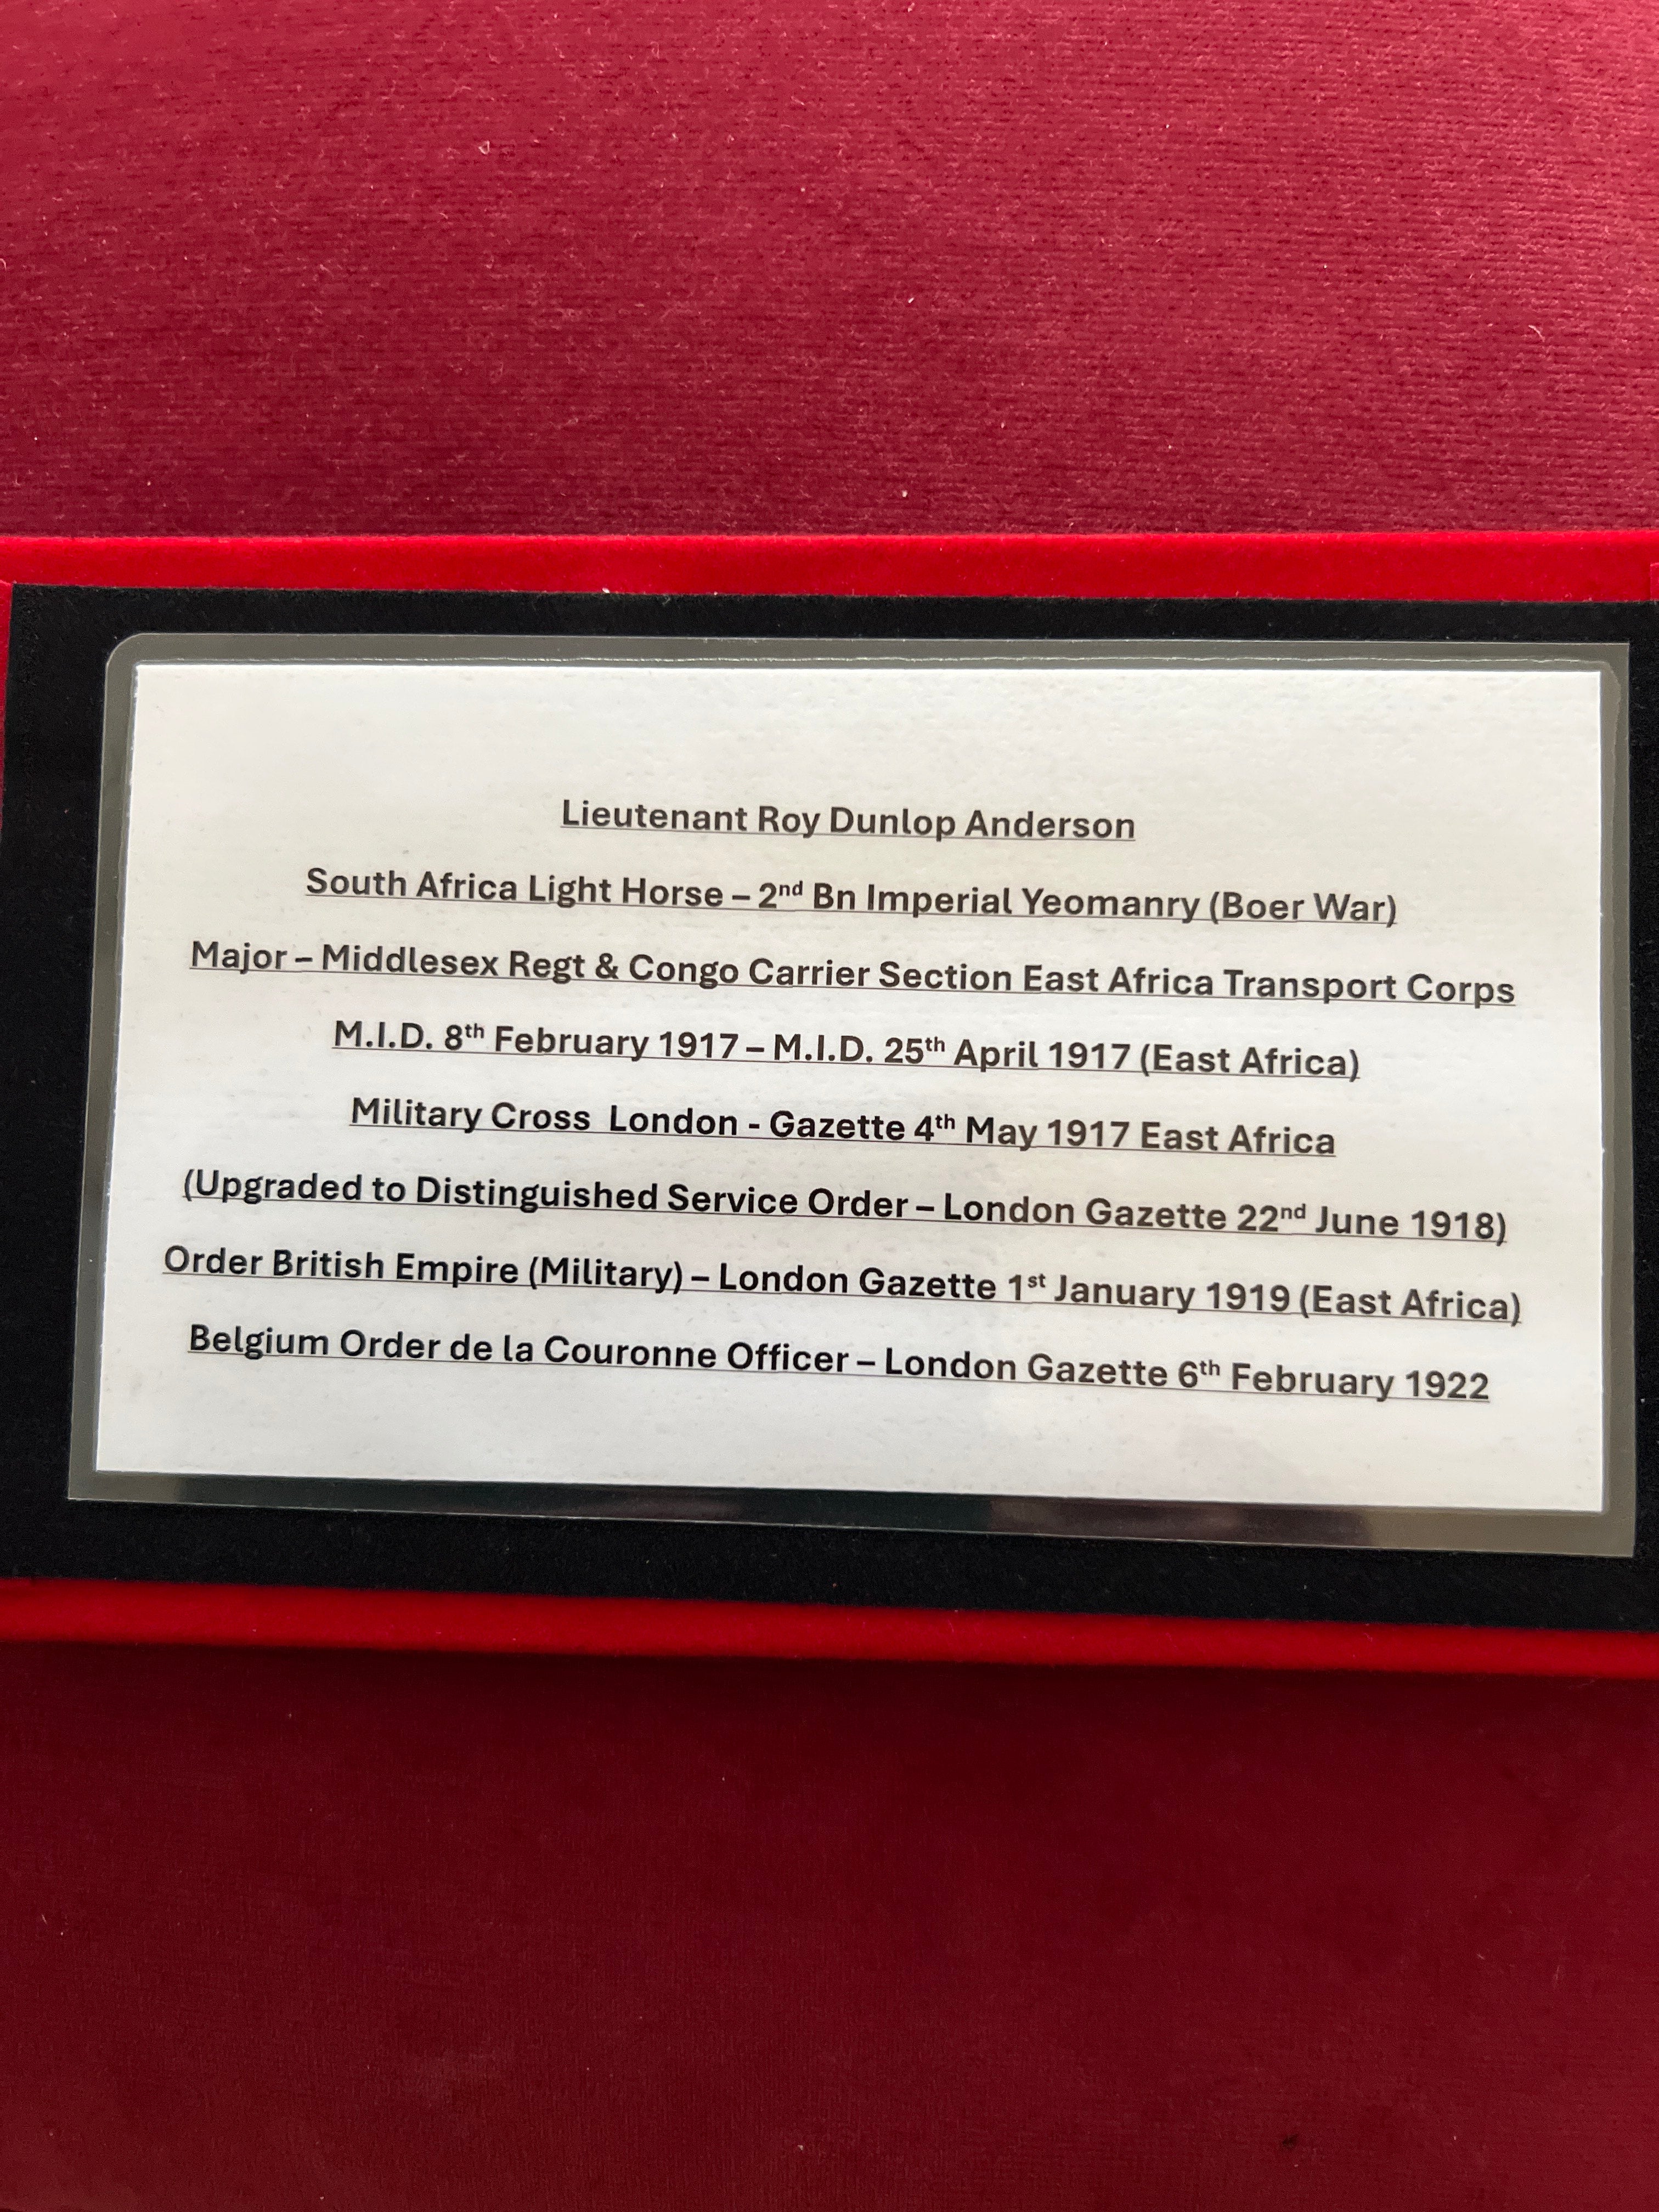 Lieutenant Roy Dunlop Anderson
South Africa Light Horse – 2nd Bn Imperial Yeomanry (Boer War)
Major – Middlesex Regt & Congo Carrier Section East Africa Transport Corps
M.I.D. 8th February 1917 – M.I.D. 25th April 1917 (East Africa)
Military Cross  London - Gazette 4th May 1917 East Africa
(Upgraded to Distinguished Service Order – London Gazette 22nd June 1918)
Order British Empire (Military) – London Gazette 1st January 1919 (East Africa)
Belgium Order de la Couronne Officer – London Gazette 6th February 1922